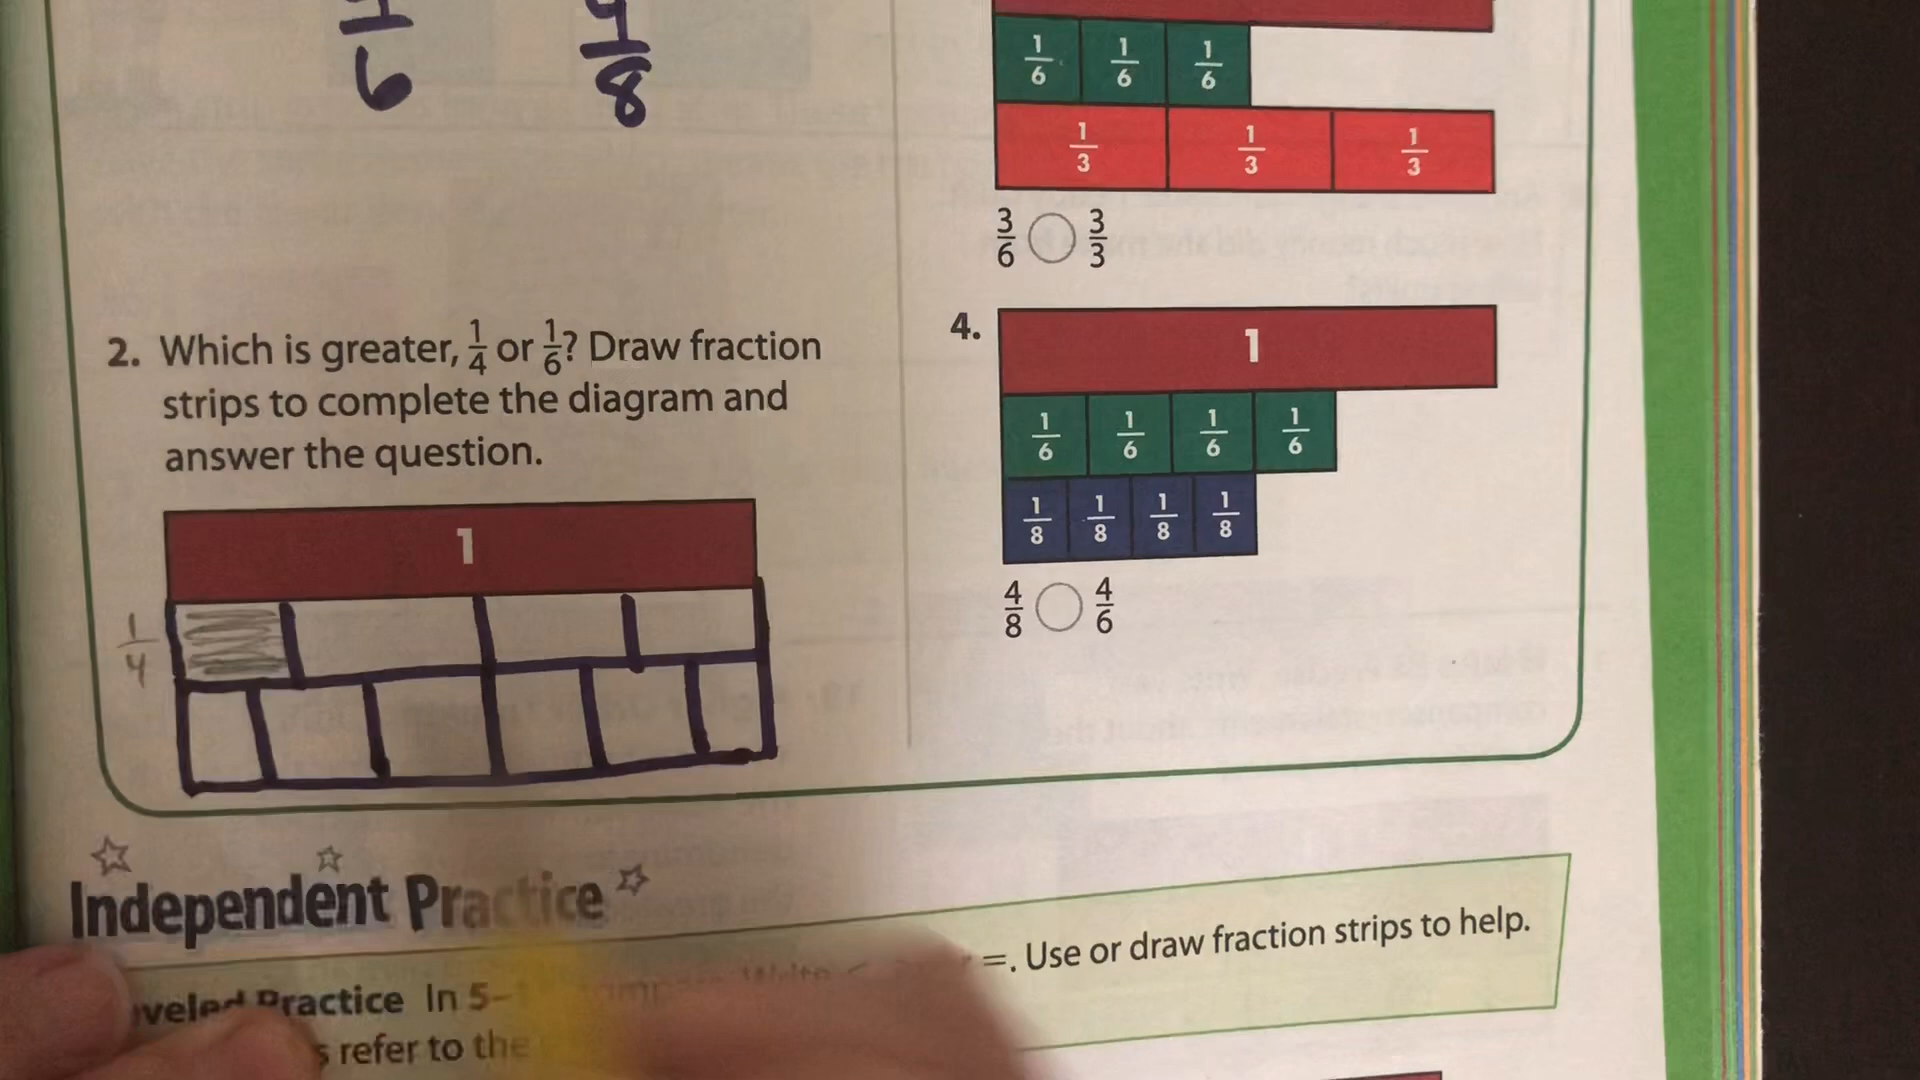 6
8
1/6 1/6 1/6
1/3 1/3 1/3
3/6 ○ 3/3
2. Which is greater, 1/4 or 1/6? Draw fraction
strips to complete the diagram and
answer the question.
1
1/4
4.
1
1/6 1/6 1/6 1/6
1/8 1/8 1/8 1/8
4/8 ○ 4/6
Independent Practice
Practice In 5–
=. Use or draw fraction strips to help.
refer to the